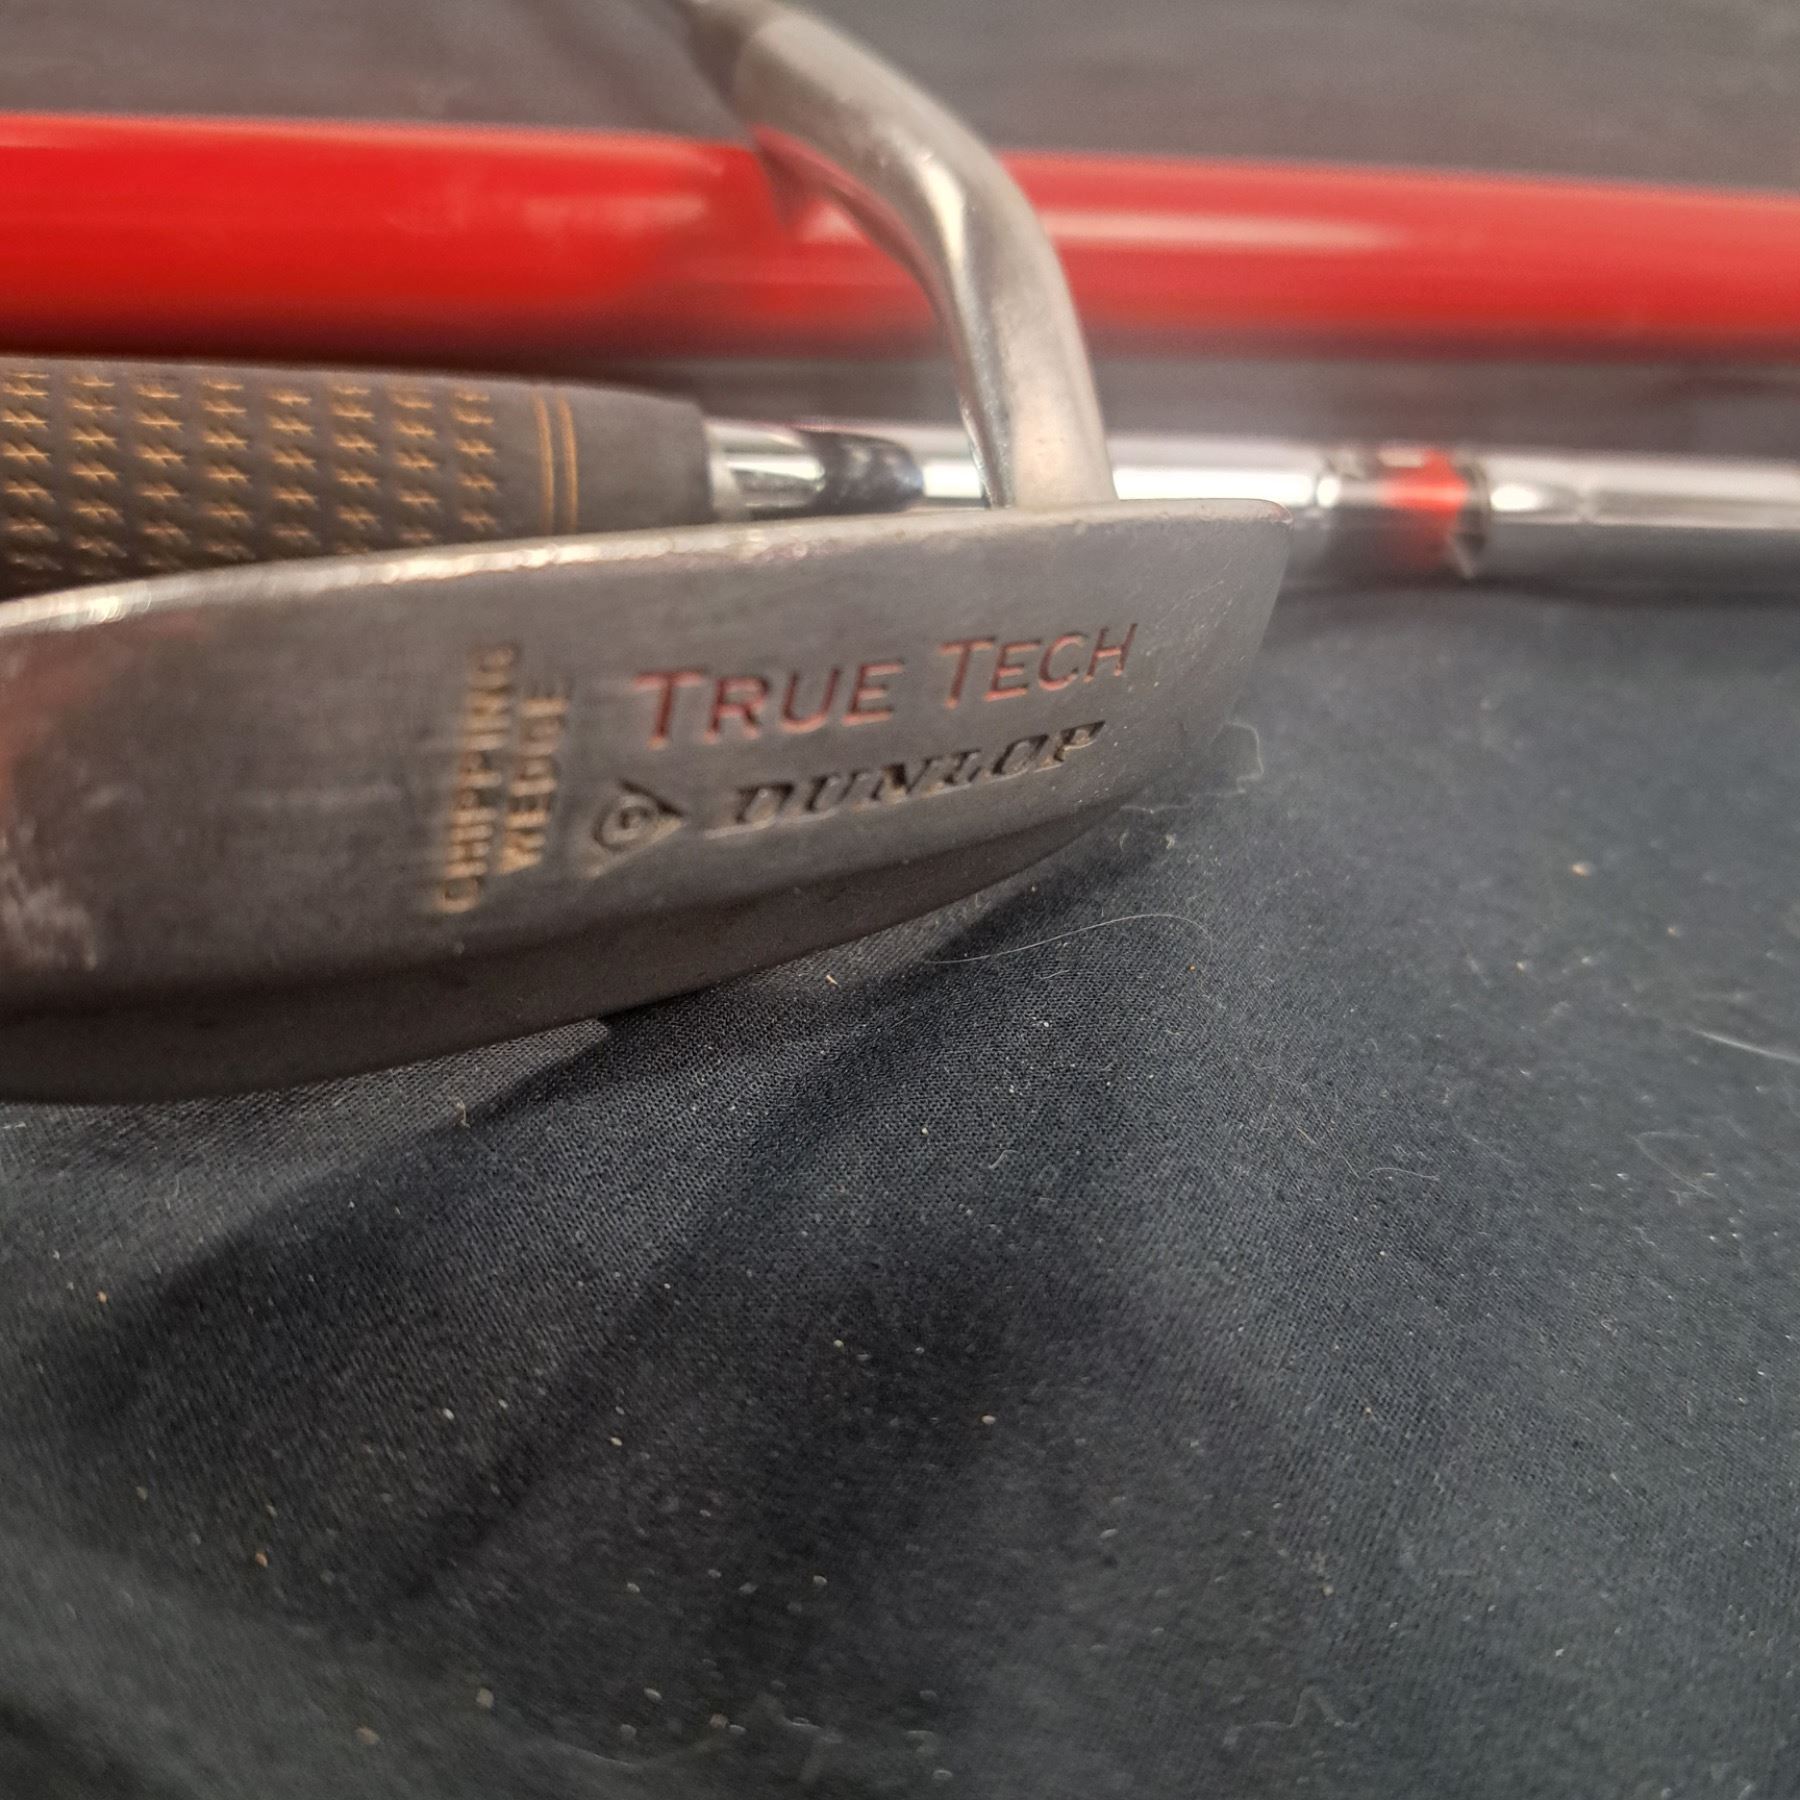 CHIPPING
WEDGE
TRUE TECH
D DUNLOP